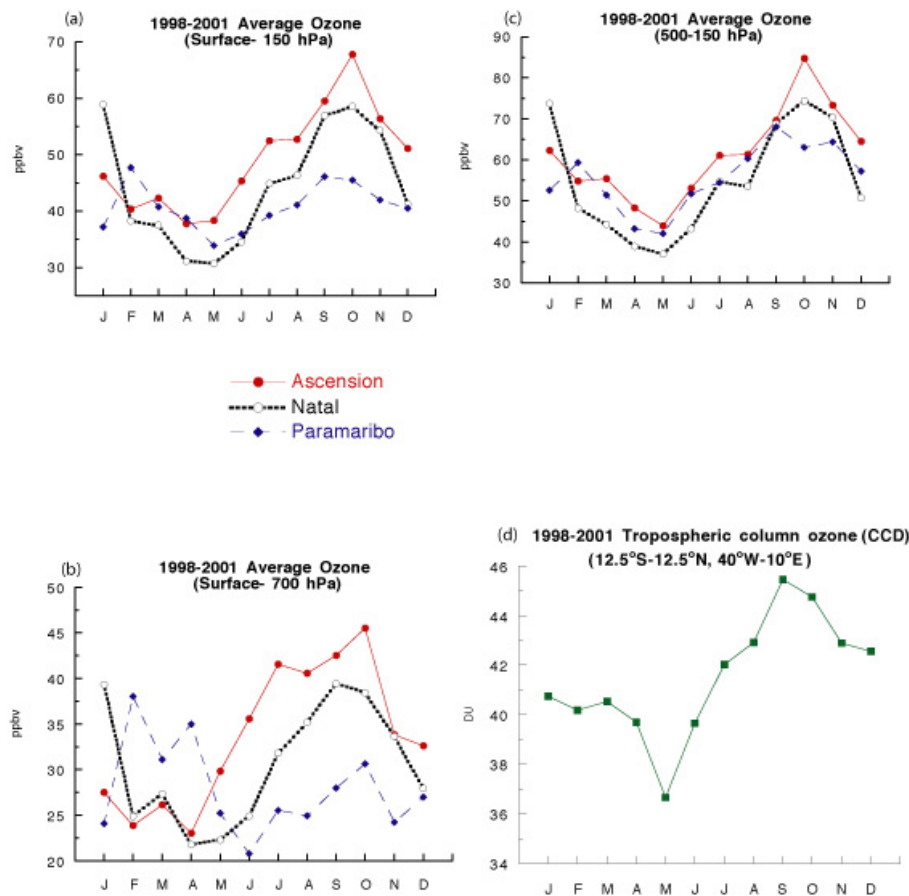 (a)
1998-2001 Average Ozone
(Surface- 150 hPa)
70
60
50
40
30
ppbv
J F M A M J J A S O N D
(c)
1998-2001 Average Ozone
(500-150 hPa)
90
80
70
60
50
40
30
ppbv
J F M A M J J A S O N D
Ascension
Natal
Paramaribo
(b)
1998-2001 Average Ozone
(Surface- 700 hPa)
50
45
40
35
30
25
20
ppbv
J F M A M J J A S O N D
(d)
1998-2001 Tropospheric column ozone (CCD)
(12.5°S-12.5°N, 40°W-10°E)
46
44
42
40
38
36
34
DU
J F M A M J J A S O N D